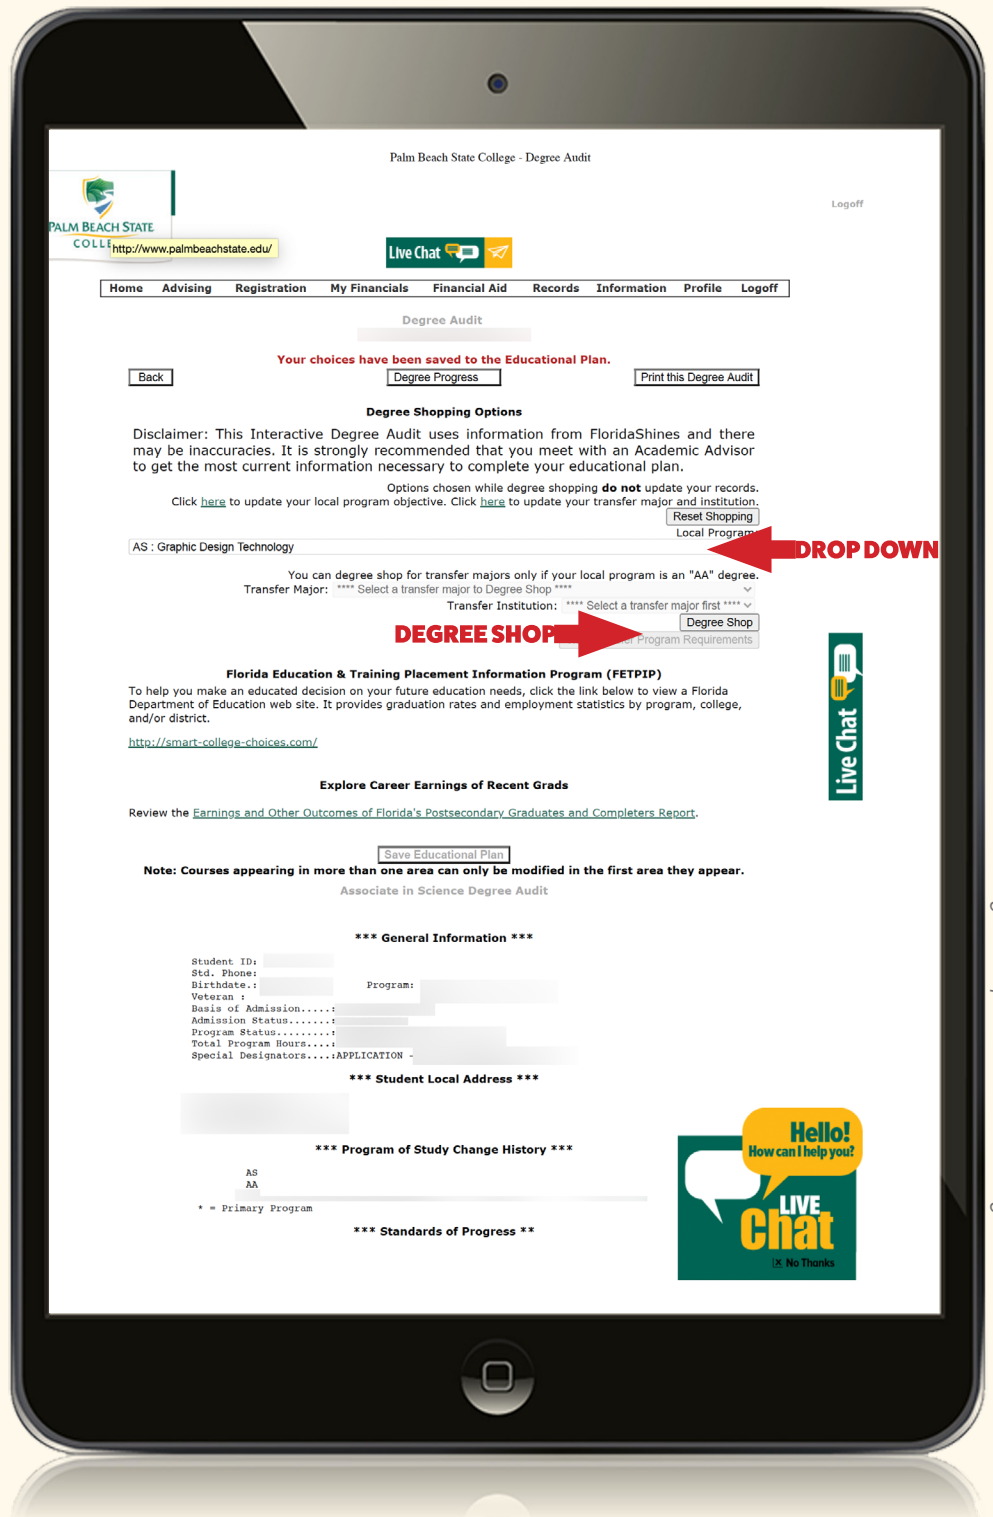 Palm Beach State College - Degree Audit
Logoff
PALM BEACH STATE
http://www.palmbeachstate.edu/
Live Chat
Home Advising Registration My Financials Financial Aid Records Information Profile Logoff
Degree Audit
Your choices have been saved to the Educational Plan.
Back Degree Progress Print this Degree Audit
Degree Shopping Options
Disclaimer: This Interactive Degree Audit uses information from FloridaShines and there
may be inaccuracies. It is strongly recommended that you meet with an Academic Advisor
to get the most current information necessary to complete your educational plan.
Options chosen while degree shopping do not update your records.
Click here to update your local program objective. Click here to update your transfer major and institution.
Reset Shopping
Local Program
AS : Graphic Design Technology
DROP DOWN
You can degree shop for transfer majors only if your local program is an "AA" degree.
Transfer Major: **** Select a transfer major to Degree Shop ****
Transfer Institution: **** Select a transfer major first ****
Degree Shop
DEGREE SHOP
Program Requirements
Florida Education & Training Placement Information Program (FETPIP)
To help you make an educated decision on your future education needs, click the link below to view a Florida
Department of Education web site. It provides graduation rates and employment statistics by program, college,
and/or district.
http://smart-college-choices.com/
Live Chat
Explore Career Earnings of Recent Grads
Review the Earnings and Other Outcomes of Florida's Postsecondary Graduates and Completers Report.
Save Educational Plan
Note: Courses appearing in more than one area can only be modified in the first area they appear.
Associate in Science Degree Audit
*** General Information ***
Student ID:
Std. Phone:
Birthdate.: Program:
Veteran :
Basis of Admission.....:
Admission Status.......:
Program Status.........:
Total Program Hours....:
Special Designators....:APPLICATION -
*** Student Local Address ***
*** Program of Study Change History ***
AS
AA
* = Primary Program
*** Standards of Progress **
Hello!
How can I help you?
LIVE
Chat
X No Thanks